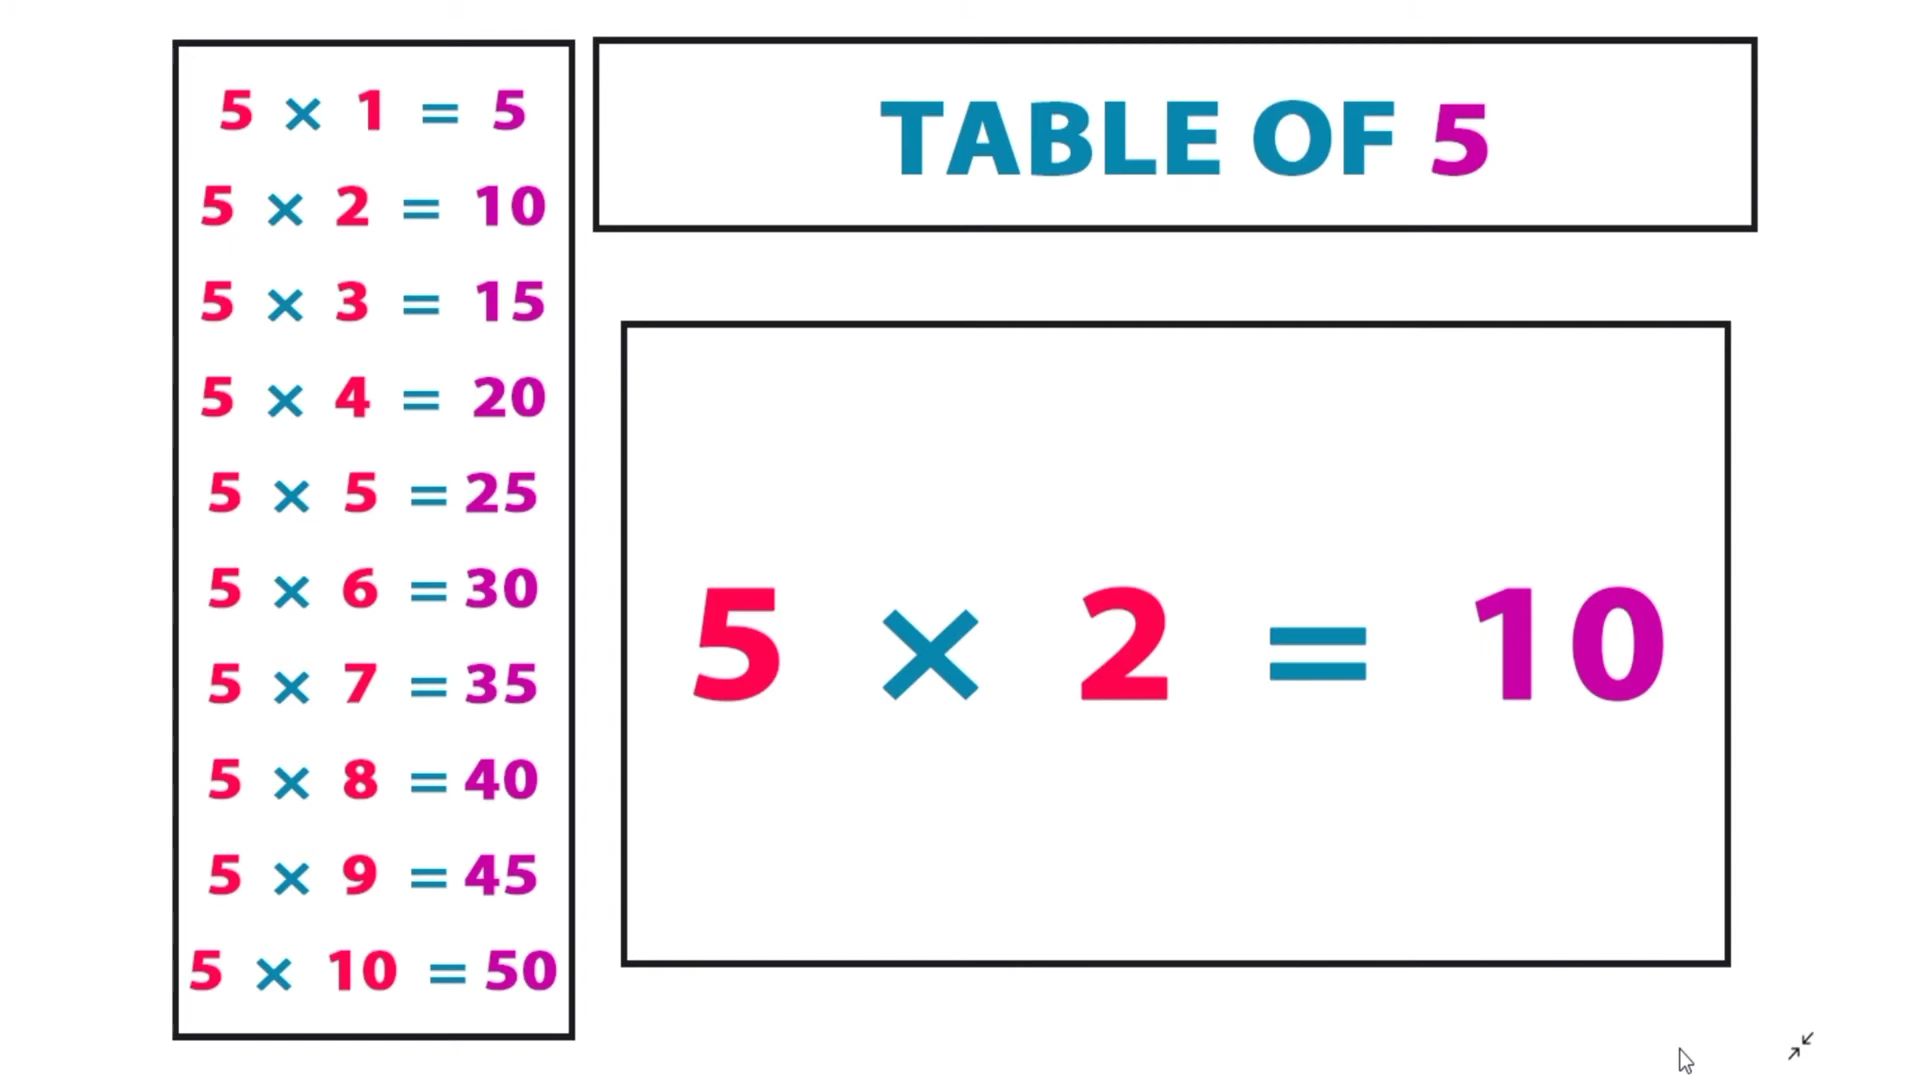 5 × 1 = 5
5 × 2 = 10
5 × 3 = 15
5 × 4 = 20
5 × 5 = 25
5 × 6 = 30
5 × 7 = 35
5 × 8 = 40
5 × 9 = 45
5 × 10 = 50
TABLE OF 5
5 × 2 = 10